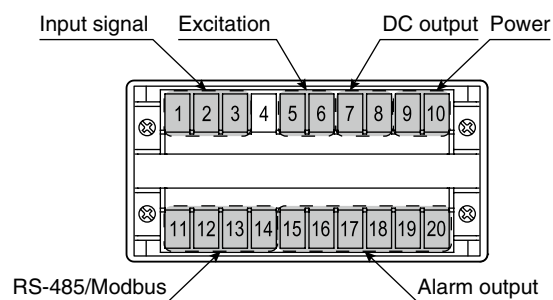 Input signal Excitation DC output Power
1 2 3 4 5 6 7 8 9 10
11 12 13 14 15 16 17 18 19 20
RS-485/Modbus Alarm output